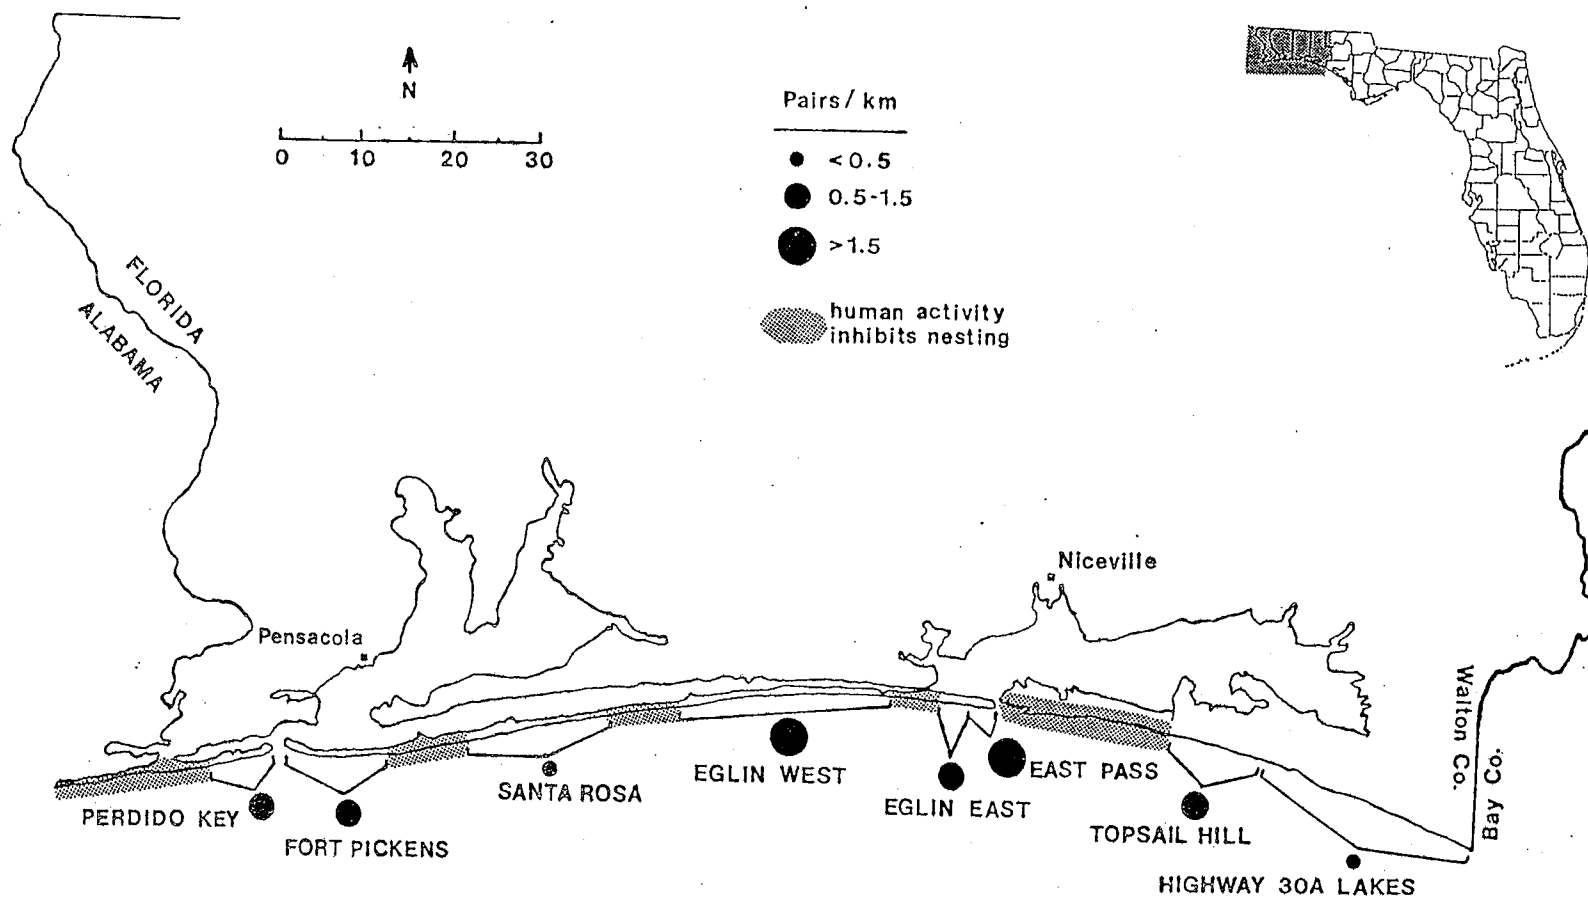 N
0 10 20 30
Pairs/km
<0.5
0.5-1.5
>1.5
human activity
inhibits nesting
FLORIDA
ALABAMA
Pensacola
Niceville
Walton Co.
Bay Co.
PERDIDO KEY
FORT PICKENS
SANTA ROSA
EGLIN WEST
EGLIN EAST
EAST PASS
TOPSAIL HILL
HIGHWAY 30A LAKES